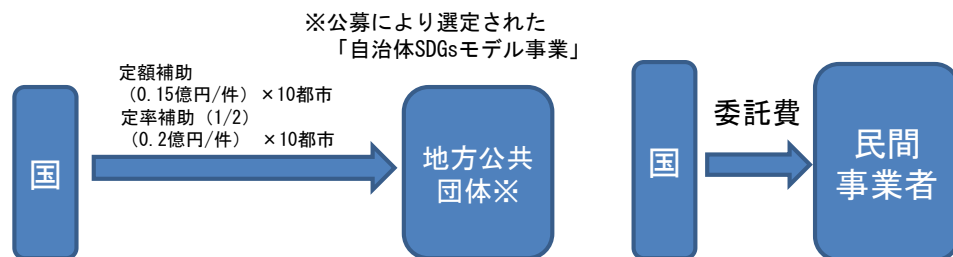 ※公募により選定された
「自治体SDGsモデル事業」
定額補助
（0.15億円/件）×10都市
定率補助（1/2）
（0.2億円/件）　×10都市
国
地方公共
団体※
国
委託費
民間
事業者